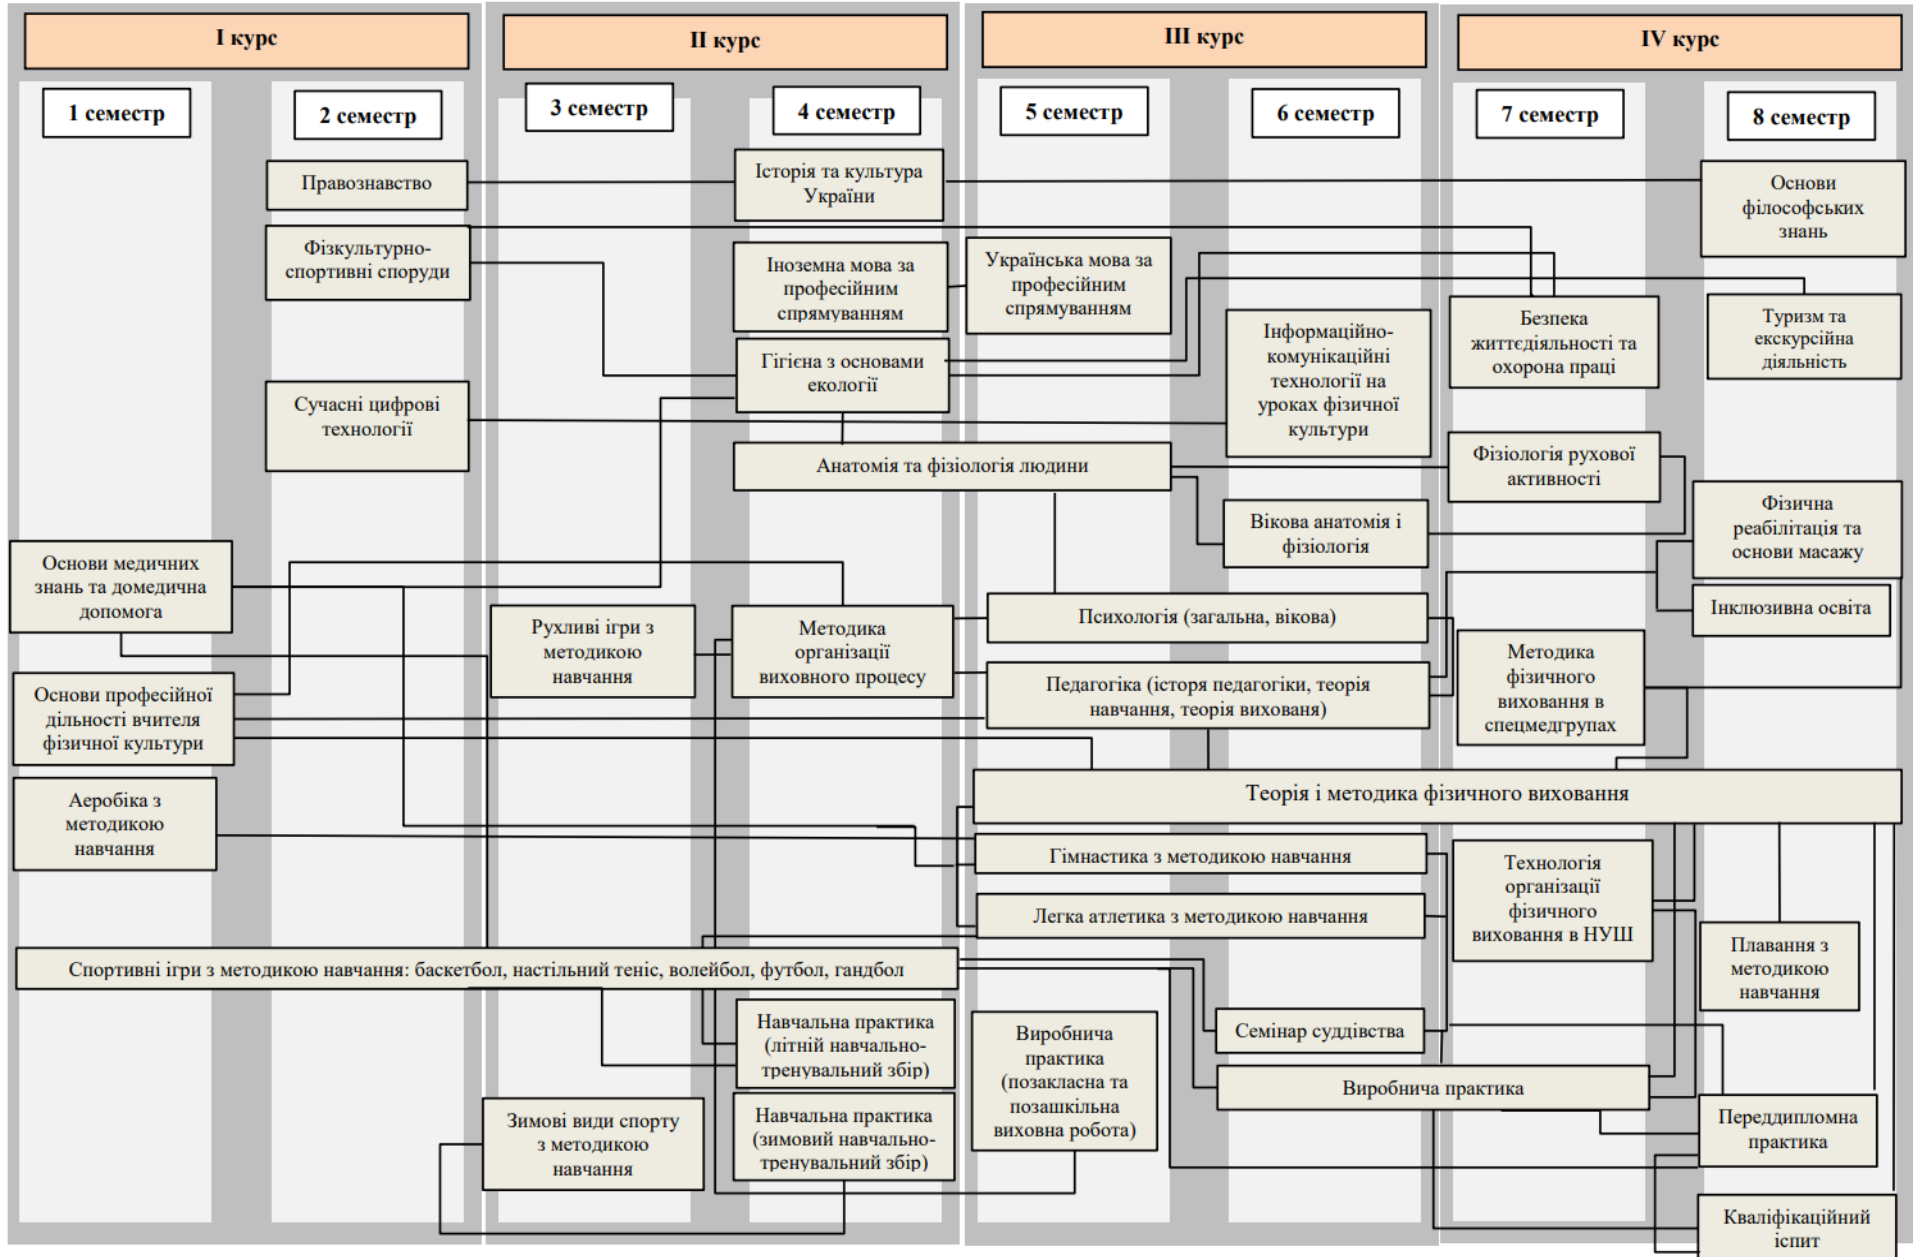 І курс
ІІ курс
ІІІ курс
IV курс
1 семестр
2 семестр
3 семестр
4 семестр
5 семестр
6 семестр
7 семестр
8 семестр
Правознавство
Історія та культура
України
Основи
філософських
знань
Фізкультурно-
спортивні споруди
Іноземна мова за
професійним
спрямуванням
Українська мова за
професійним
спрямуванням
Безпека
життєдіяльності та
охорона праці
Туризм та
екскурсійна
діяльність
Інформаційно-
комунікаційні
технології на
уроках фізичної
культури
Гігієна з основами
екології
Сучасні цифрові
технології
Анатомія та фізіологія людини
Фізіологія рухової
активності
Вікова анатомія і
фізіологія
Фізична
реабілітація та
основи масажу
Інклюзивна освіта
Основи медичних
знань та домедична
допомога
Рухливі ігри з
методикою
навчання
Методика
організації
виховного процесу
Психологія (загальна, вікова)
Методика
фізичного
виховання в
спецмедгрупах
Основи професійної
дільності вчителя
фізичної культури
Педагогіка (історя педагогіки, теорія
навчання, теорія вихованя)
Аеробіка з
методикою
навчання
Теорія і методика фізичного виховання
Гімнастика з методикою навчання
Технологія
організації
фізичного
виховання в НУШ
Легка атлетика з методикою навчання
Плавання з
методикою
навчання
Спортивні ігри з методикою навчання: баскетбол, настільний теніс, волейбол, футбол, гандбол
Навчальна практика
(літній навчально-
тренувальний збір)
Виробнича
практика
(позакласна та
позашкільна
виховна робота)
Семінар суддівства
Виробнича практика
Зимові види спорту
з методикою
навчання
Навчальна практика
(зимовий навчально-
тренувальний збір)
Переддипломна
практика
Кваліфікаційний
іспит